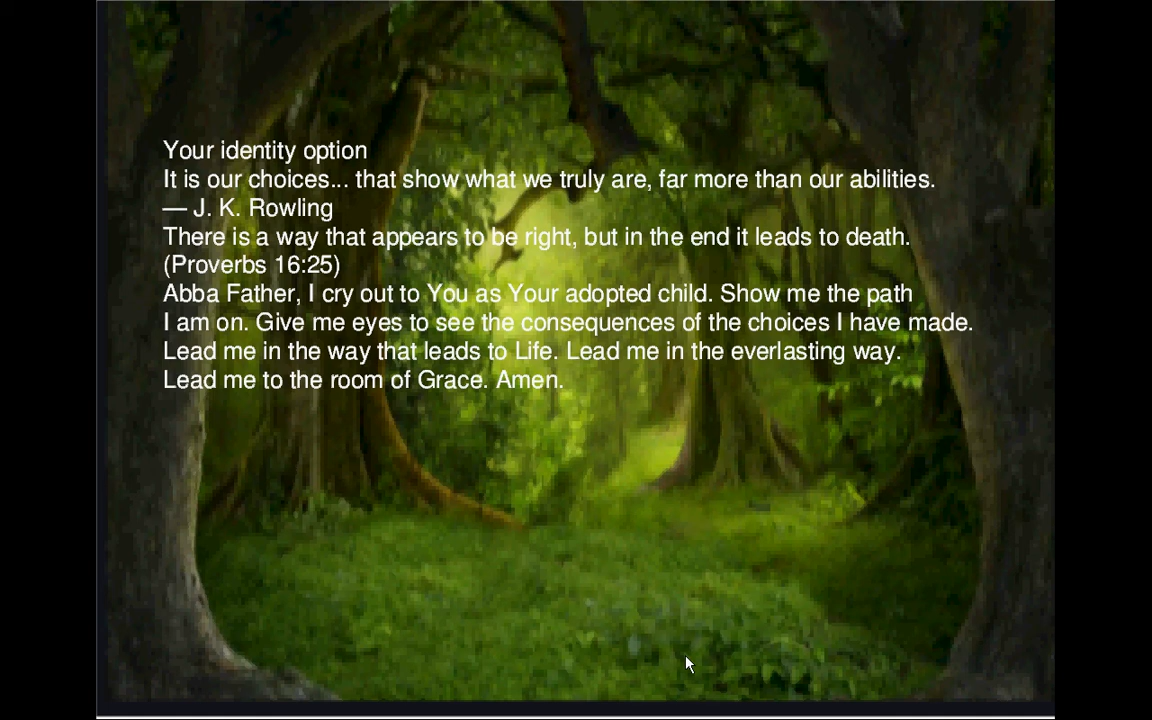 Your identity option
It is our choices... that show what we truly are, far more than our abilities.
— J. K. Rowling
There is a way that appears to be right, but in the end it leads to death.
(Proverbs 16:25)
Abba Father, I cry out to You as Your adopted child. Show me the path
I am on. Give me eyes to see the consequences of the choices I have made.
Lead me in the way that leads to Life. Lead me in the everlasting way.
Lead me to the room of Grace. Amen.